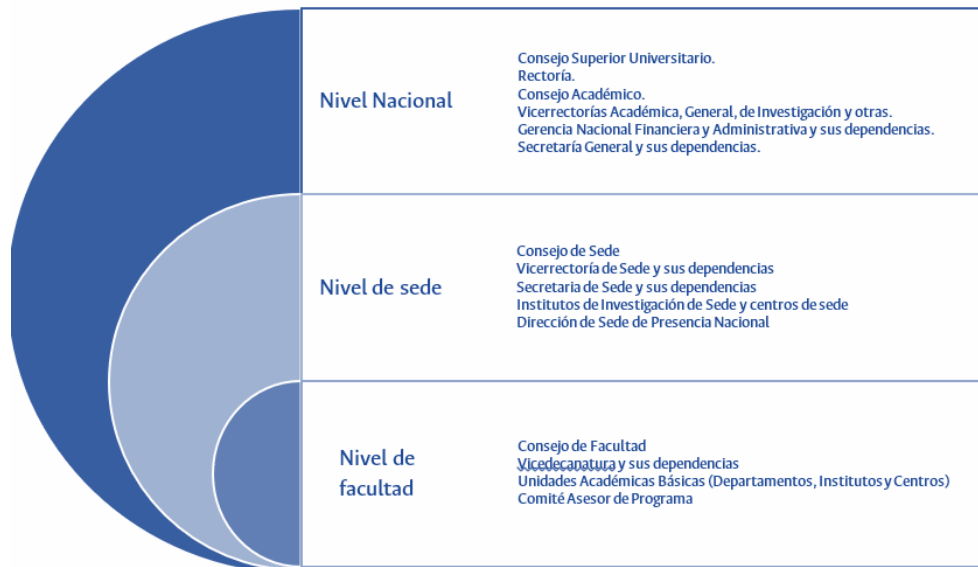 Nivel Nacional
Consejo Superior Universitario.
Rectoría.
Consejo Académico.
Vicerrectorías Académica, General, de Investigación y otras.
Gerencia Nacional Financiera y Administrativa y sus dependencias.
Secretaría General y sus dependencias.
Nivel de sede
Consejo de Sede
Vicerrectoría de Sede y sus dependencias
Secretaria de Sede y sus dependencias
Institutos de Investigación de Sede y centros de sede
Dirección de Sede de Presencia Nacional
Nivel de
facultad
Consejo de Facultad
Vicedecanatura y sus dependencias
Unidades Académicas Básicas (Departamentos, Institutos y Centros)
Comité Asesor de Programa